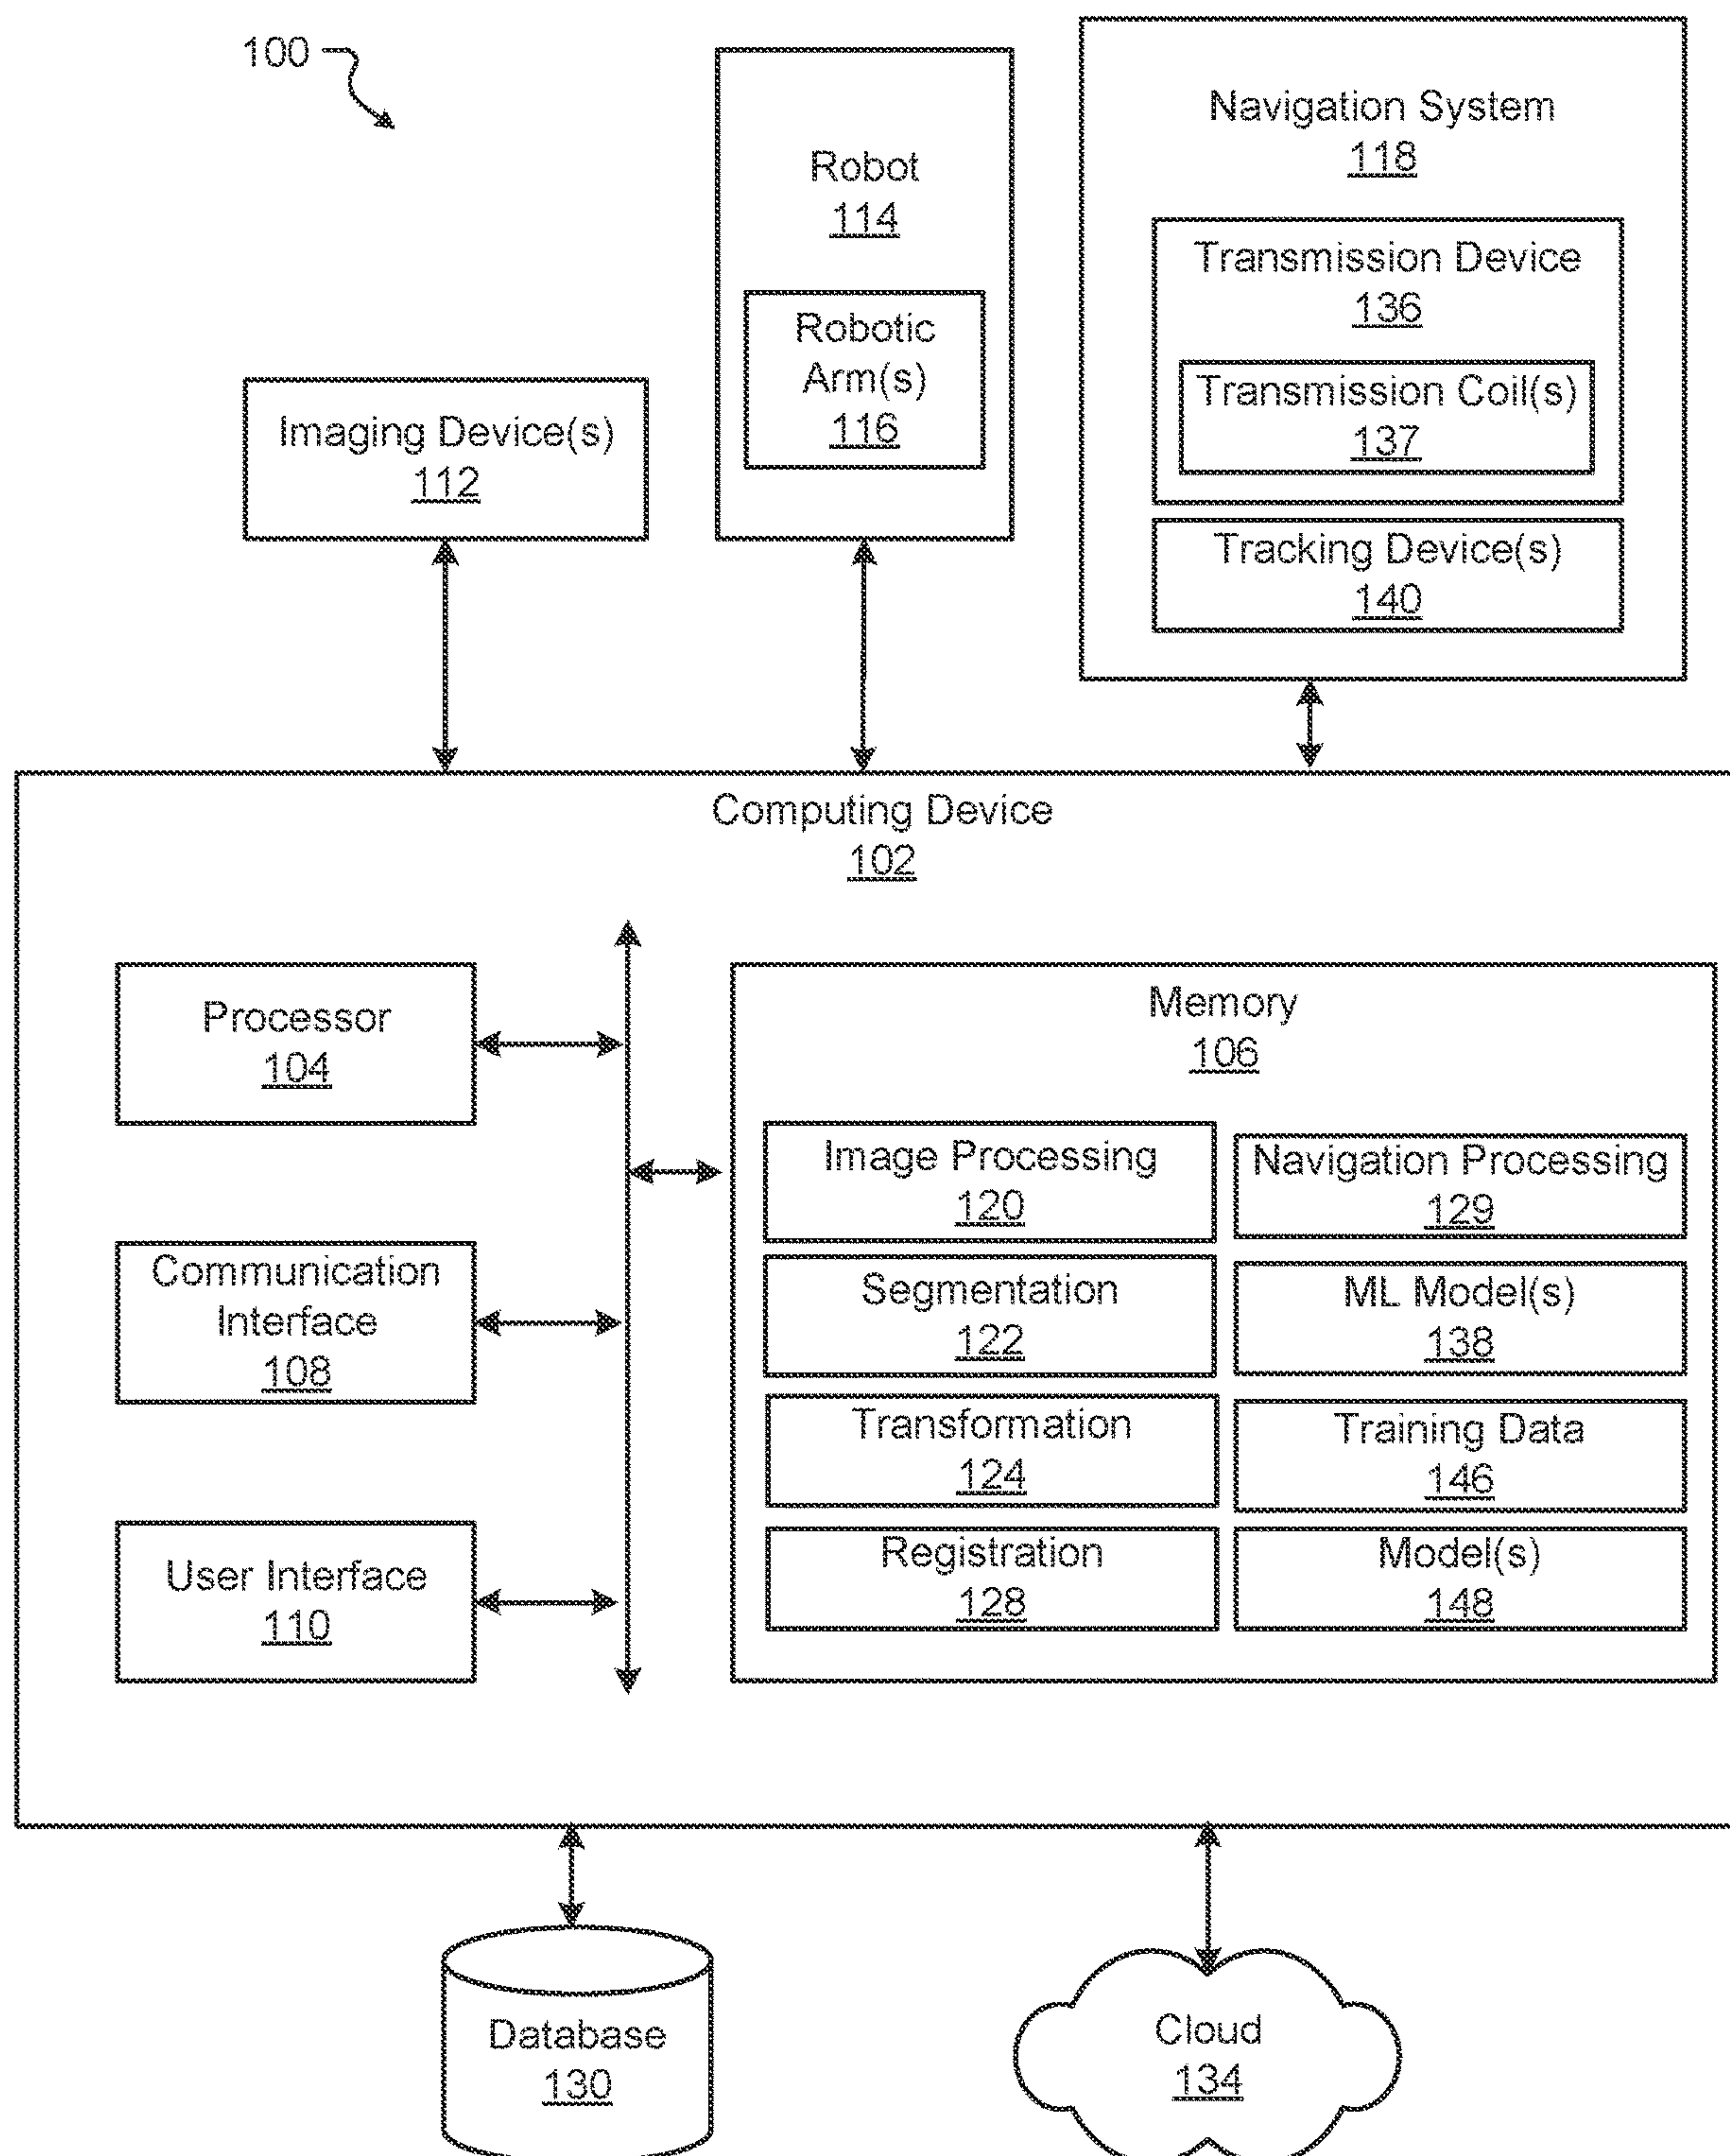 100
Navigation System
118
Robot
114
Transmission Device
136
Robotic
Arm(s)
116
Transmission Coil(s)
137
Imaging Device(s)
112
Tracking Device(s)
140
Computing Device
102
Processor
104
Memory
106
Image Processing
120
Navigation Processing
129
Communication
Interface
108
Segmentation
122
ML Model(s)
138
Transformation
124
Training Data
146
User Interface
110
Registration
128
Model(s)
148
Database
130
Cloud
134